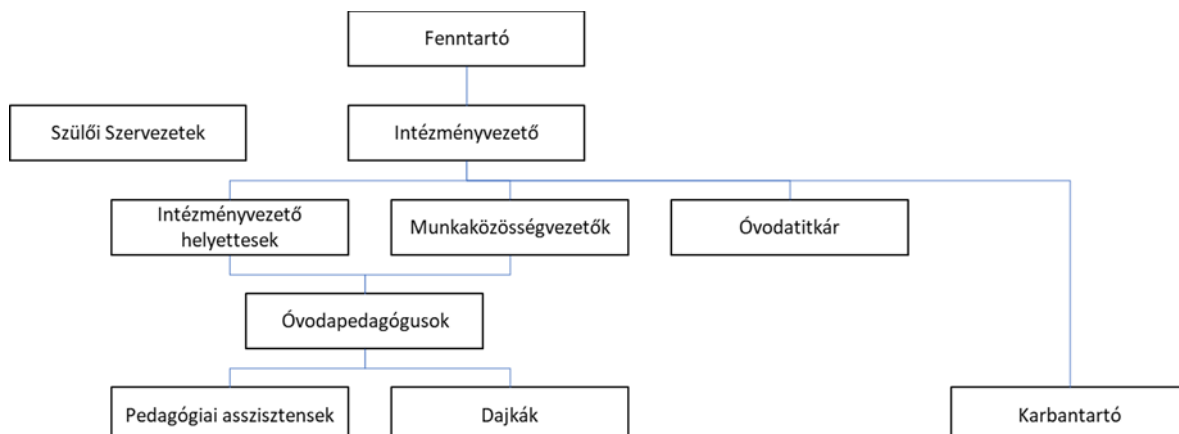 Fenntartó
Szülői Szervezetek
Intézményvezető
Intézményvezető
helyettesek
Munkaközösségvezetők
Óvodatitkár
Óvodapedagógusok
Pedagógiai asszisztensek
Dajkák
Karbantartó